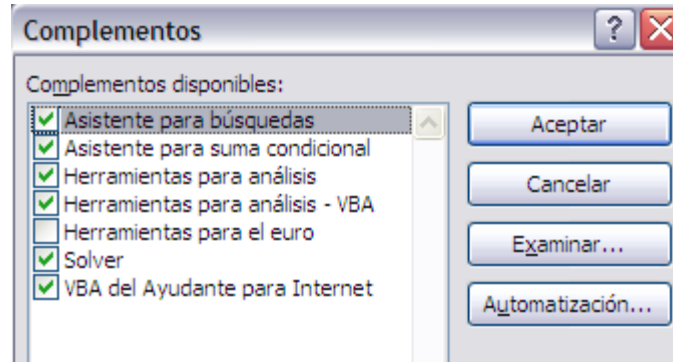 Complementos
Complementos disponibles:
Asistente para búsquedas
Asistente para suma condicional
Herramientas para análisis
Herramientas para análisis - VBA
Herramientas para el euro
Solver
VBA del Ayudante para Internet
Aceptar
Cancelar
Examinar...
Automatización...